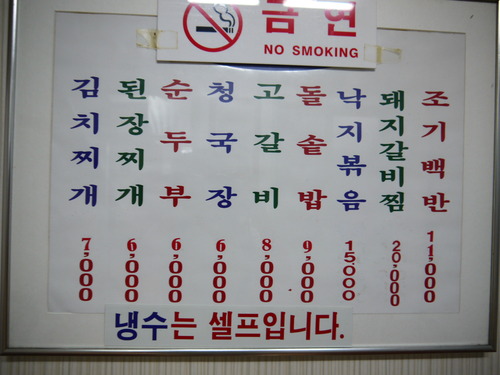 금연
NO SMOKING
김치찌개
된장찌개
순두부
청국장
고갈비
돌솥밥
낙지볶음
돼지갈비찜
조기백반
7,000
6,000
6,000
6,000
8,000
9,000
15,000
20,000
11,000
냉수는 셀프입니다.